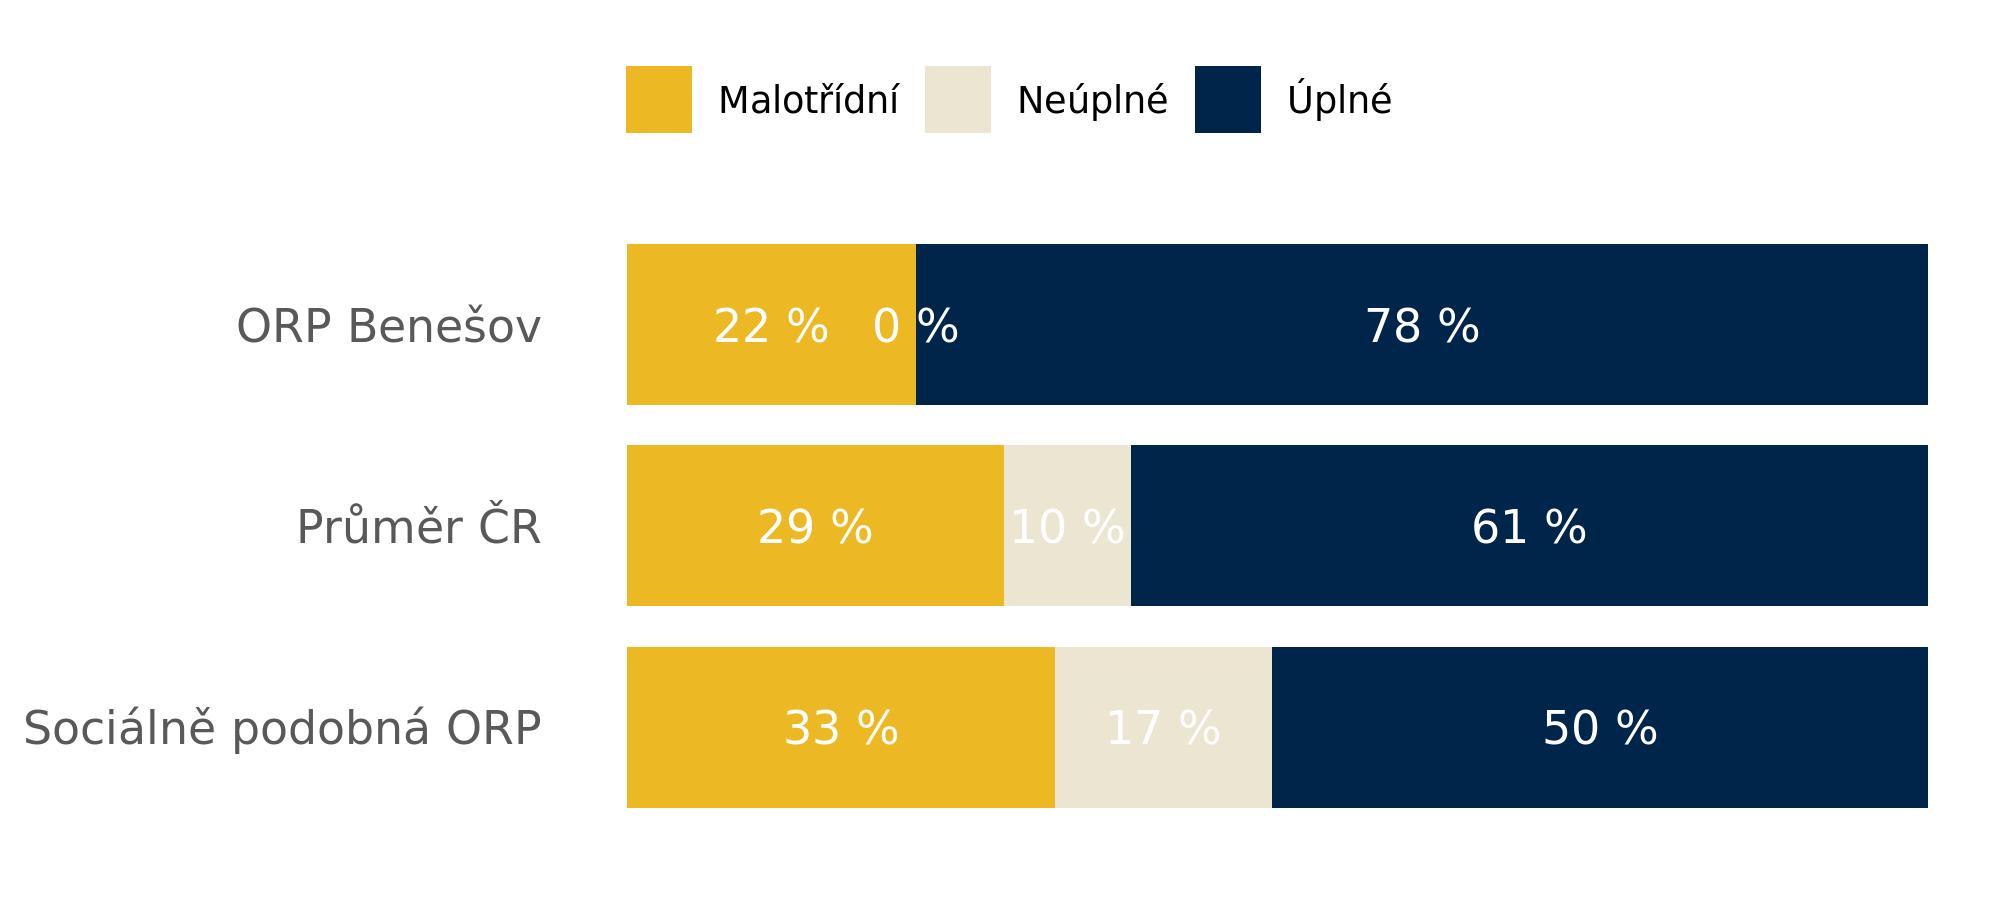 Malotřídní Neúplné Úplné
ORP Benešov 22 % 0 % 78 %
Průměr ČR 29 % 10 % 61 %
Sociálně podobná ORP 33 % 17 % 50 %